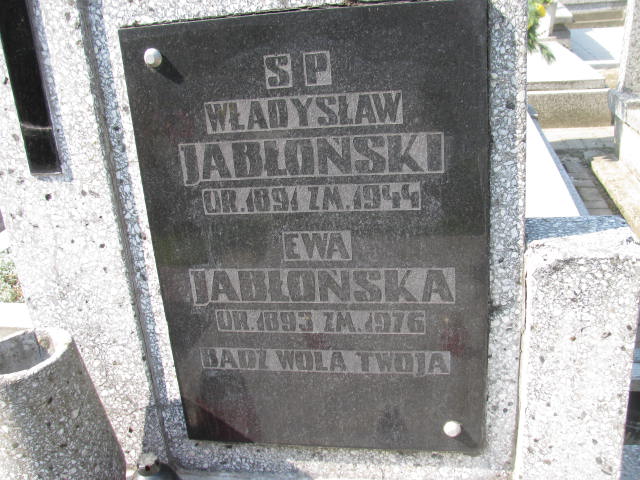 S P
WŁADYSŁAW
JABŁOŃSKI
UR.1891 ZM.1944
EWA
JABŁOŃSKA
UR.1893 ZM.1976
BĄDŹ WOLA TWOJA